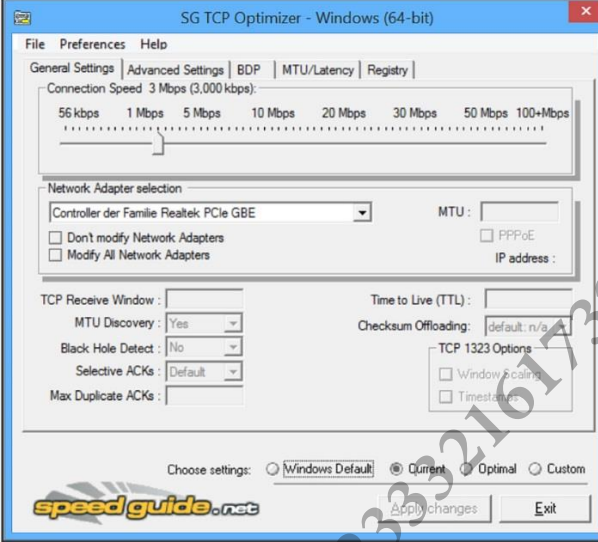 SG TCP Optimizer - Windows (64-bit)
File Preferences Help
General Settings Advanced Settings BDP MTU/Latency Registry
Connection Speed 3 Mbps (3,000 kbps):
56 kbps 1 Mbps 5 Mbps 10 Mbps 20 Mbps 30 Mbps 50 Mbps 100+Mbps
Network Adapter selection
Controller der Familie Realtek PCIe GBE
MTU :
Don't modify Network Adapters
PPPoE
Modify All Network Adapters
IP address :
TCP Receive Window :
Time to Live (TTL) :
MTU Discovery : Yes
Checksum Offloading: default: n/a
Black Hole Detect : No
TCP 1323 Options
Selective ACKs : Default
Window Scaling
Max Duplicate ACKs :
Timestamps
Choose settings: Windows Default Current Optimal Custom
speed guide.net
Apply changes Exit